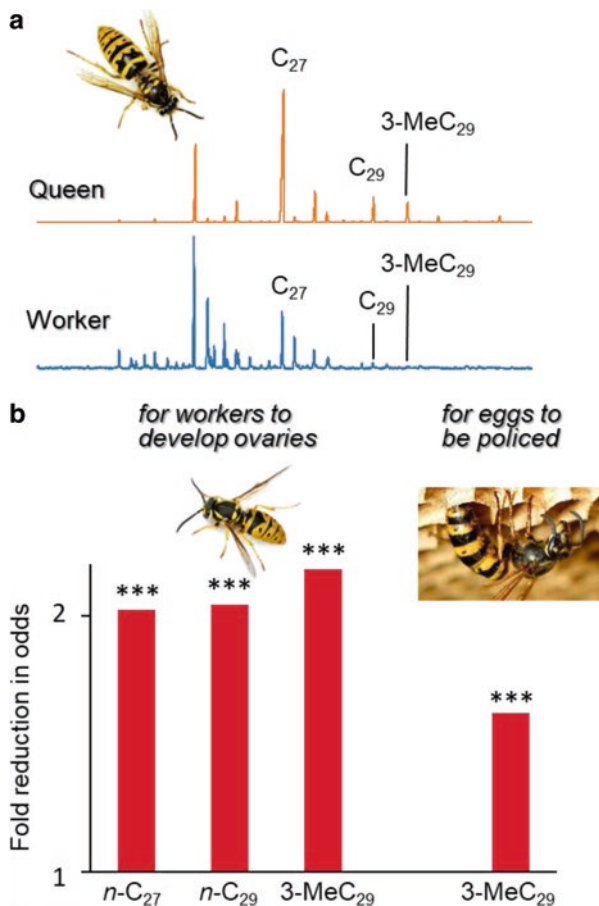 a
C27
3-MeC29
C29
Queen
3-MeC29
C27
C29
Worker
b
for workers to
develop ovaries
for eggs to
be policed
***
***
***
***
2
Fold reduction in odds
1
n-C27
n-C29
3-MeC29
3-MeC29